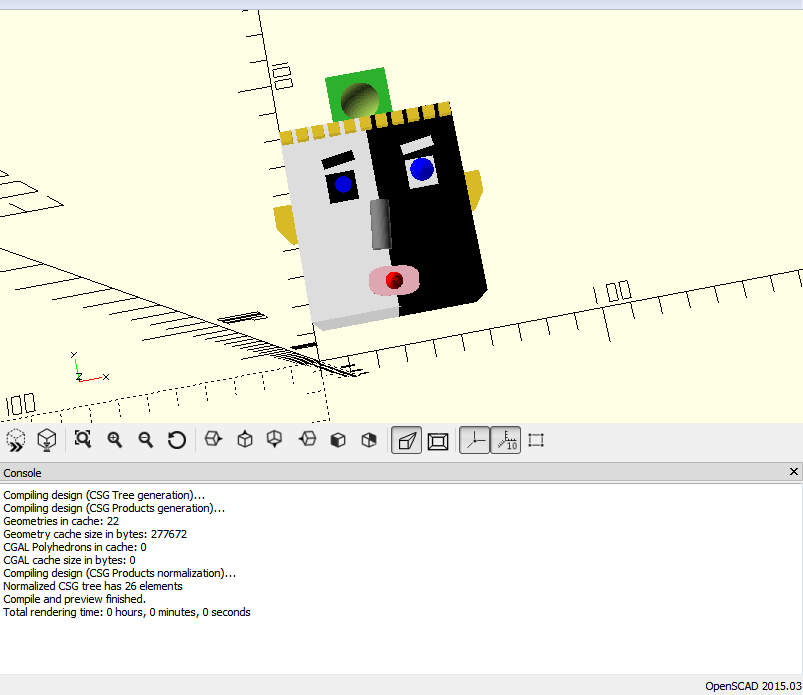 100
100
100
Y
Z
X
10
Console
Compiling design (CSG Tree generation)...
Compiling design (CSG Products generation)...
Geometries in cache: 22
Geometry cache size in bytes: 277672
CGAL Polyhedrons in cache: 0
CGAL cache size in bytes: 0
Compiling design (CSG Products normalization)...
Normalized CSG tree has 26 elements
Compile and preview finished.
Total rendering time: 0 hours, 0 minutes, 0 seconds
OpenSCAD 2015.03